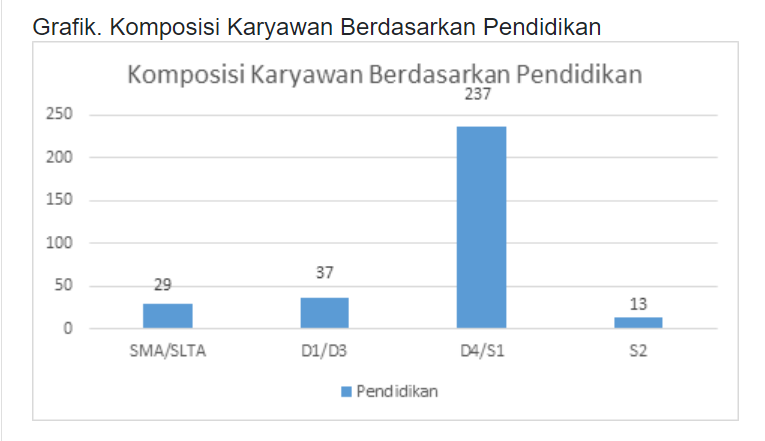 Grafik. Komposisi Karyawan Berdasarkan Pendidikan
Komposisi Karyawan Berdasarkan Pendidikan
237
250
200
150
100
50
0
29
37
13
SMA/SLTA
D1/D3
D4/S1
S2
Pendidikan